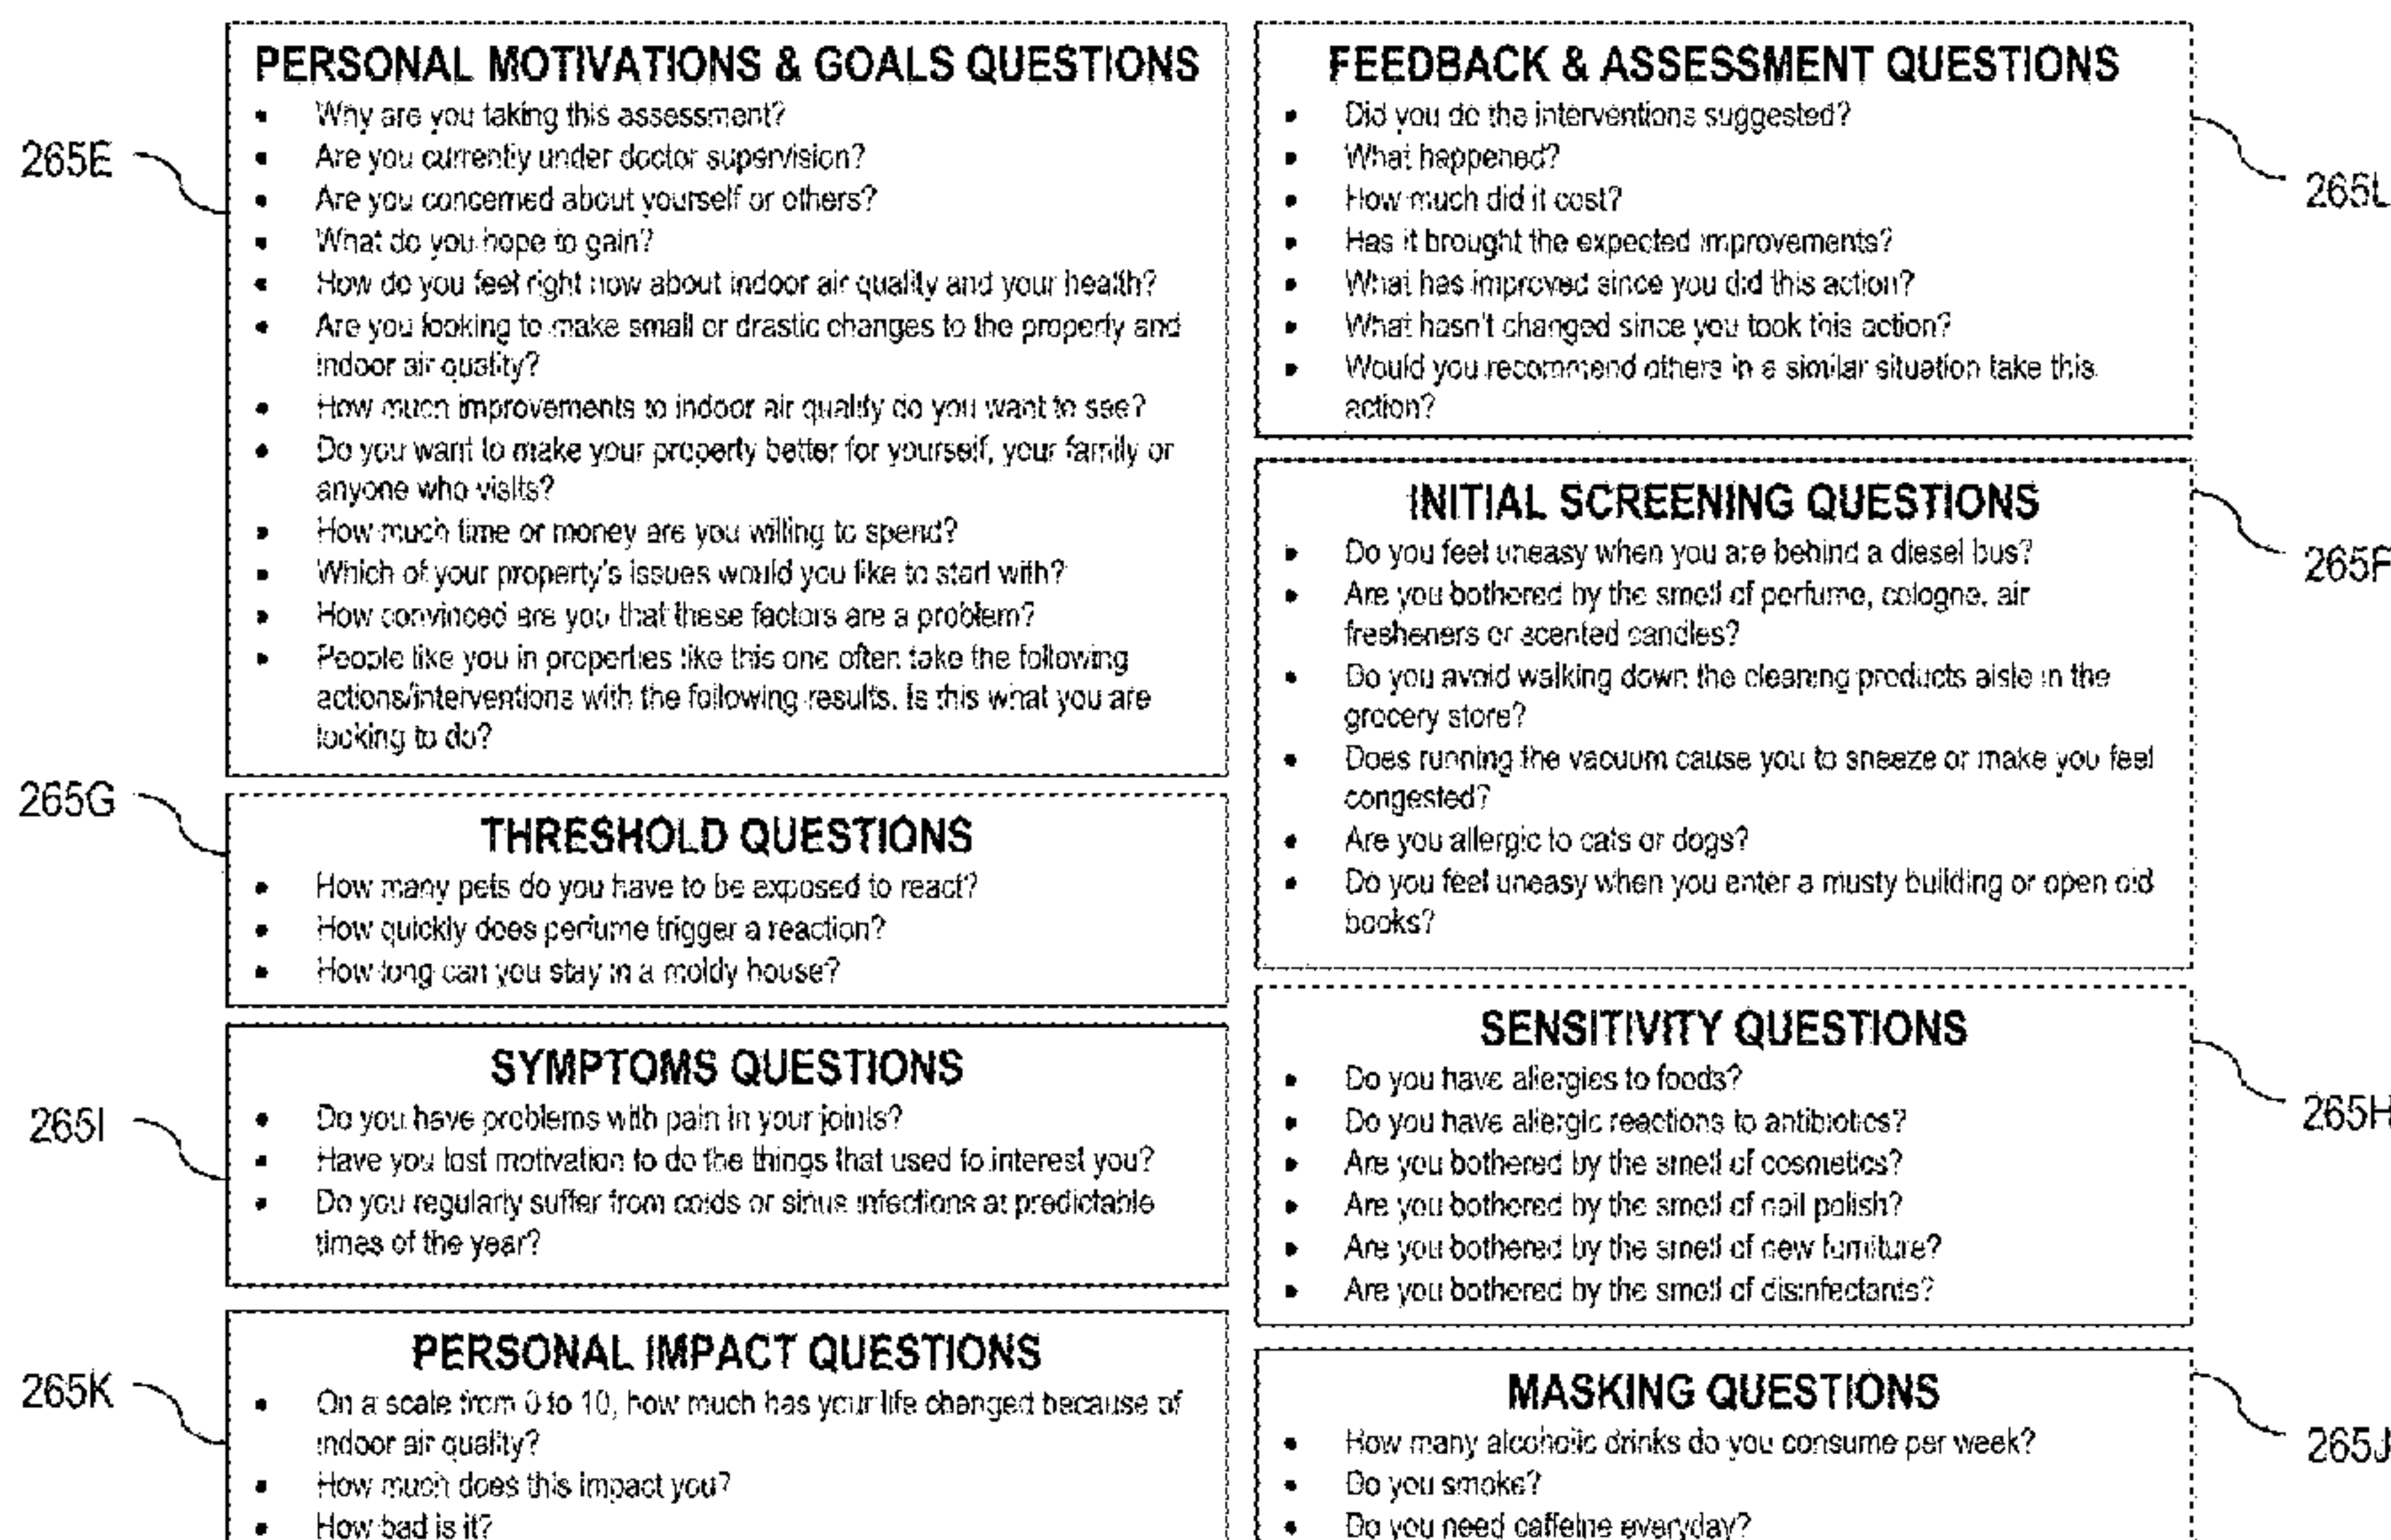 265E
PERSONAL MOTIVATIONS & GOALS QUESTIONS
• Why are you taking this assessment?
• Are you currently under doctor supervision?
• Are you concerned about yourself or others?
• What do you hope to gain?
• How do you feel right now about indoor air quality and your health?
• Are you looking to make small or drastic changes to the property and
indoor air quality?
• How much improvements to indoor air quality do you want to see?
• Do you want to make your property better for yourself, your family or
anyone who visits?
• How much time or money are you willing to spend?
• Which of your property's issues would you like to start with?
• How convinced are you that these factors are a problem?
• People like you in properties like this one often take the following
actions/interventions with the following results. Is this what you are
looking to do?
265G
THRESHOLD QUESTIONS
• How many pets do you have to be exposed to react?
• How quickly does perfume trigger a reaction?
• How long can you stay in a moldy house?
265I
SYMPTOMS QUESTIONS
• Do you have problems with pain in your joints?
• Have you lost motivation to do the things that used to interest you?
• Do you regularly suffer from colds or sinus infections at predictable
times of the year?
265K
PERSONAL IMPACT QUESTIONS
• On a scale from 0 to 10, how much has your life changed because of
indoor air quality?
• How much does this impact you?
• How bad is it?
FEEDBACK & ASSESSMENT QUESTIONS
• Did you do the interventions suggested?
• What happened?
• How much did it cost?
• Has it brought the expected improvements?
• What has improved since you did this action?
• What hasn't changed since you took this action?
• Would you recommend others in a similar situation take this
action?
265L
INITIAL SCREENING QUESTIONS
• Do you feel uneasy when you are behind a diesel bus?
• Are you bothered by the smell of perfume, cologne, air
fresheners or scented candles?
• Do you avoid walking down the cleaning products aisle in the
grocery store?
• Does running the vacuum cause you to sneeze or make you feel
congested?
• Are you allergic to cats or dogs?
• Do you feel uneasy when you enter a musty building or open old
books?
265F
SENSITIVITY QUESTIONS
• Do you have allergies to foods?
• Do you have allergic reactions to antibiotics?
• Are you bothered by the smell of cosmetics?
• Are you bothered by the smell of nail polish?
• Are you bothered by the smell of new furniture?
• Are you bothered by the smell of disinfectants?
265H
MASKING QUESTIONS
• How many alcoholic drinks do you consume per week?
• Do you smoke?
• Do you need caffeine everyday?
265J